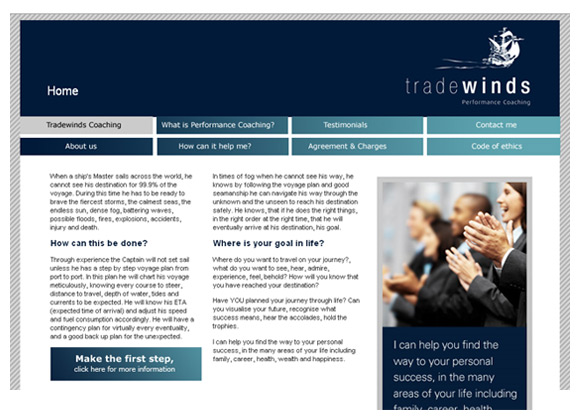 Home
tradewinds
Performance Coaching
Tradewinds Coaching
What is Performance Coaching?
Testimonials
Contact me
About us
How can it help me?
Agreement & Charges
Code of ethics
When a ship's Master sails across the world, he
cannot see his destination for 99.9% of the
voyage. During this time he has to be ready to
brave the fiercest storms, the calmest seas, the
endless sun, dense fog, battering waves,
possible floods, fires, explosions, accidents,
injury and death.
How can this be done?
Through experience the Captain will not set sail
unless he has a step by step voyage plan from
port to port. In this plan he will chart his voyage
meticulously, knowing every course to steer,
distance to travel, depth of water, tides and
currents to be expected. He will know his ETA
(expected time of arrival) and adjust his speed
and fuel consumption accordingly. He will have a
contingency plan for virtually every eventuality,
and a good back up plan for the unexpected.
Make the first step,
click here for more information
In times of fog when he cannot see his way, he
knows by following the voyage plan and good
seamanship he can navigate his way through the
unknown and the unseen to reach his destination
safely. He knows, that if he does the right things,
in the right order at the right time, that he will
eventually arrive at his destination, his goal.
Where is your goal in life?
Where do you want to travel on your journey?,
what do you want to see, hear, admire,
experience, feel, behold? How will you know that
you have reached your destination?
Have YOU planned your journey through life? Can
you visualise your future, recognise what
success means, hear the accolades, hold the
trophies.
I can help you find the way to your personal
success, in the many areas of your life including
family, career, health, wealth and happiness.
I can help you find the
way to your personal
success, in the many
areas of your life including
family, career, health,